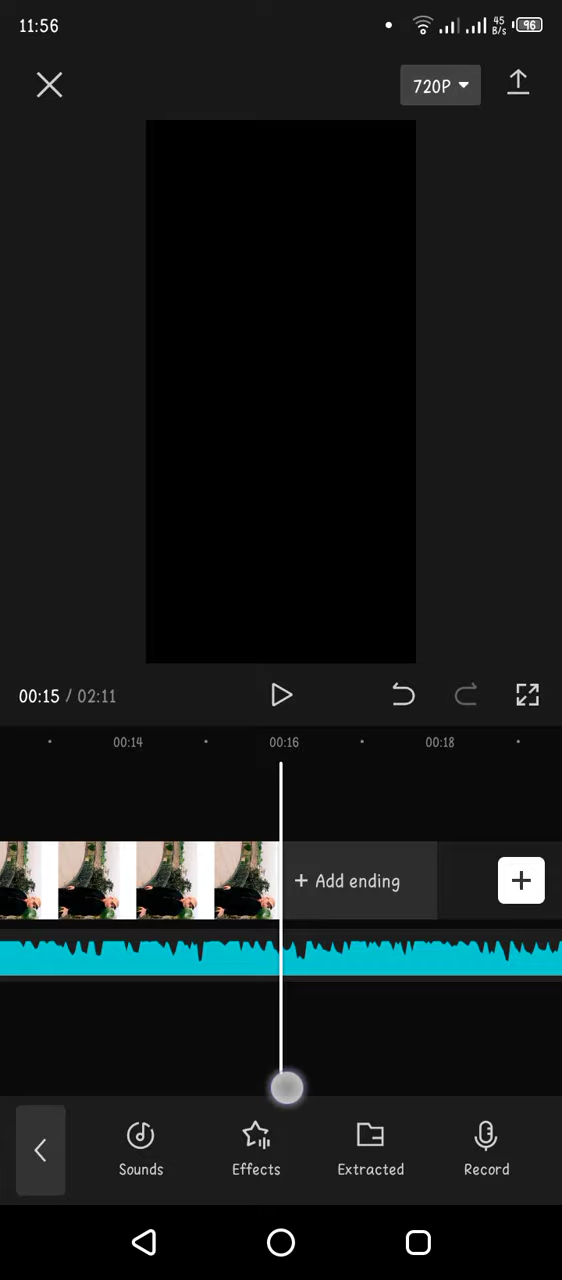 11:56
45
B/s
96
720P
00:15 / 02:11
00:14 00:16 00:18
+ Add ending
Sounds Effects Extracted Record